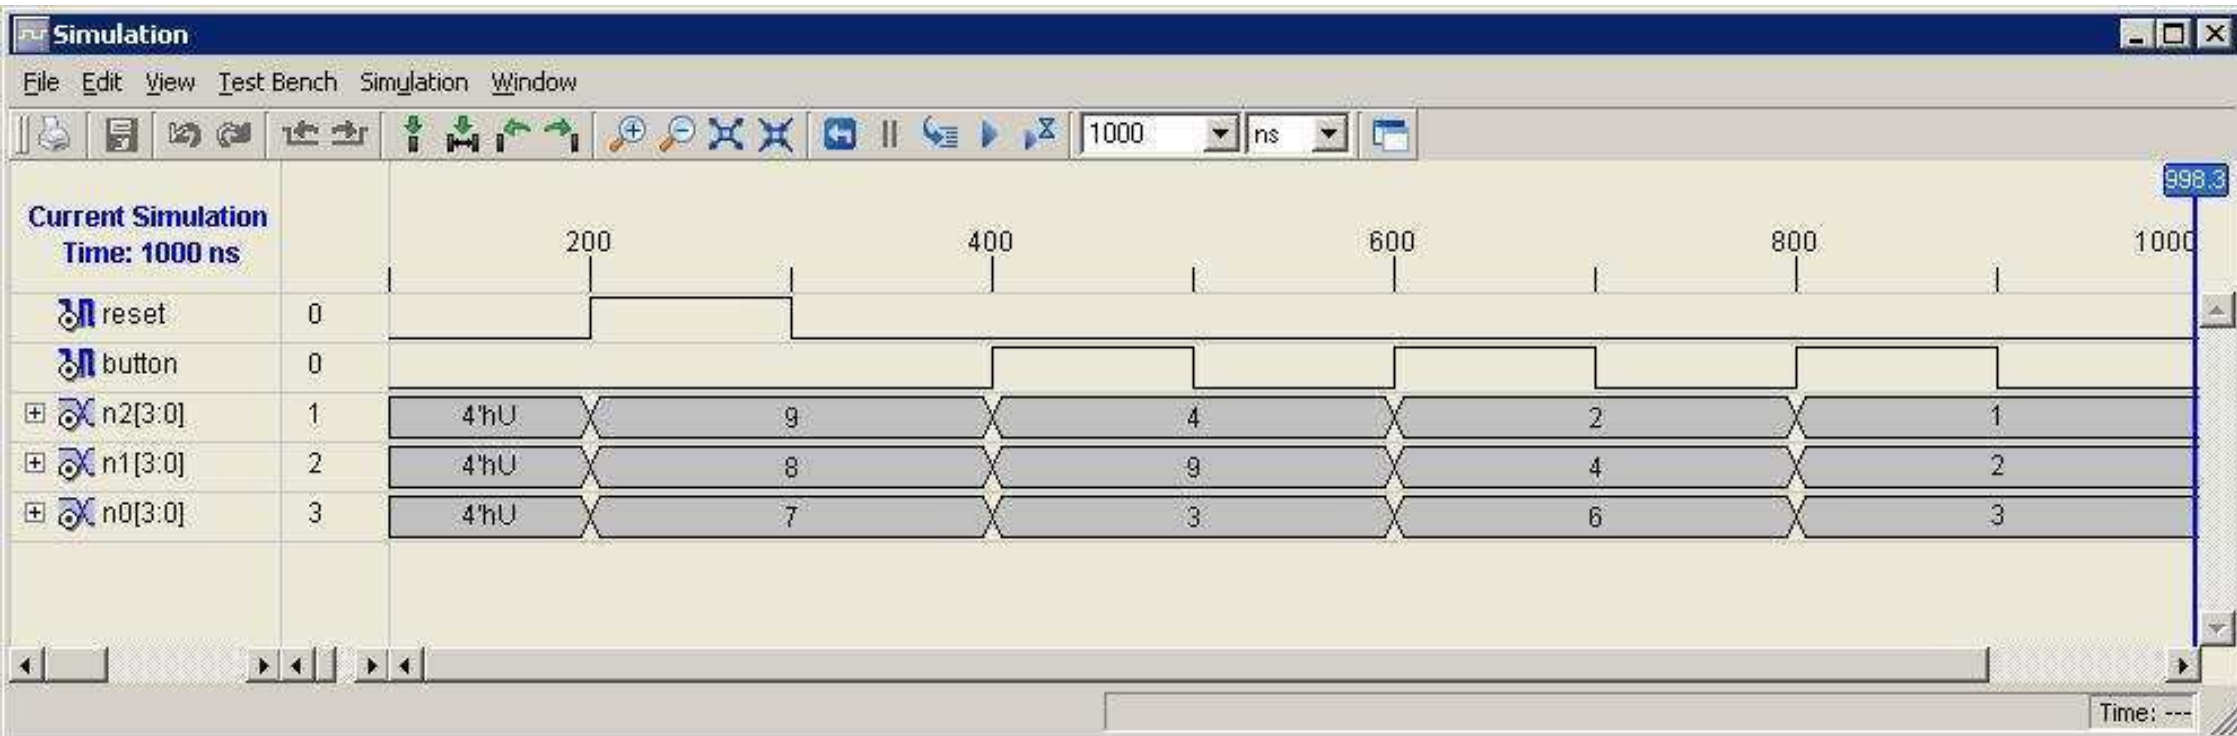 Simulation
File Edit View Test Bench Simulation Window
1000 ns
998.3
Current Simulation
Time: 1000 ns
200 400 600 800 1000
reset 0
button 0
n2[3:0] 1 4'hU 9 4 2 1
n1[3:0] 2 4'hU 8 9 4 2
n0[3:0] 3 4'hU 7 3 6 3
Time: ---